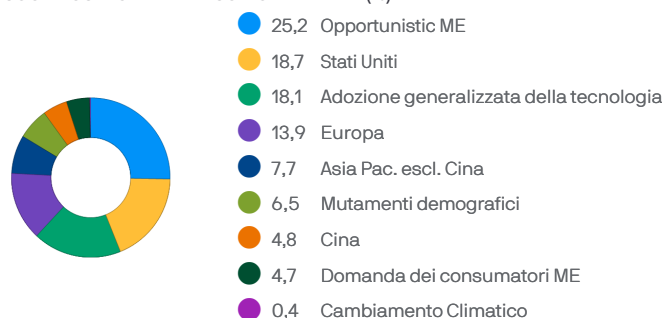 25,2 Opportunistic ME
18,7 Stati Uniti
18,1 Adozione generalizzata della tecnologia
13,9 Europa
7,7 Asia Pac. escl. Cina
6,5 Mutamenti demografici
4,8 Cina
4,7 Domanda dei consumatori ME
0,4 Cambiamento Climatico